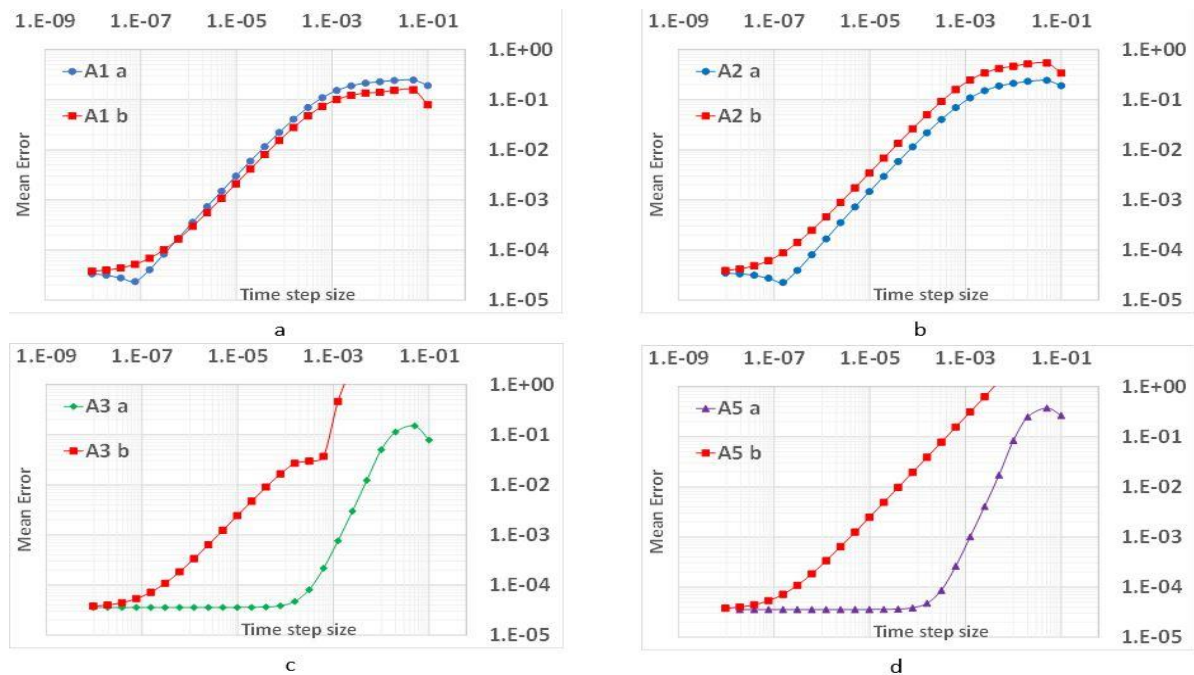 1.E-09 1.E-07 1.E-05 1.E-03 1.E-01
1.E+00
1.E-01
1.E-02
1.E-03
1.E-04
1.E-05
A1 a
A1 b
Mean Error
Time step size
a
1.E-09 1.E-07 1.E-05 1.E-03 1.E-01
1.E+00
1.E-01
1.E-02
1.E-03
1.E-04
1.E-05
A2 a
A2 b
Mean Error
Time step size
b
1.E-09 1.E-07 1.E-05 1.E-03 1.E-01
1.E+00
1.E-01
1.E-02
1.E-03
1.E-04
1.E-05
A3 a
A3 b
Mean Error
Time step size
c
1.E-09 1.E-07 1.E-05 1.E-03 1.E-01
1.E+00
1.E-01
1.E-02
1.E-03
1.E-04
1.E-05
A5 a
A5 b
Mean Error
Time step size
d